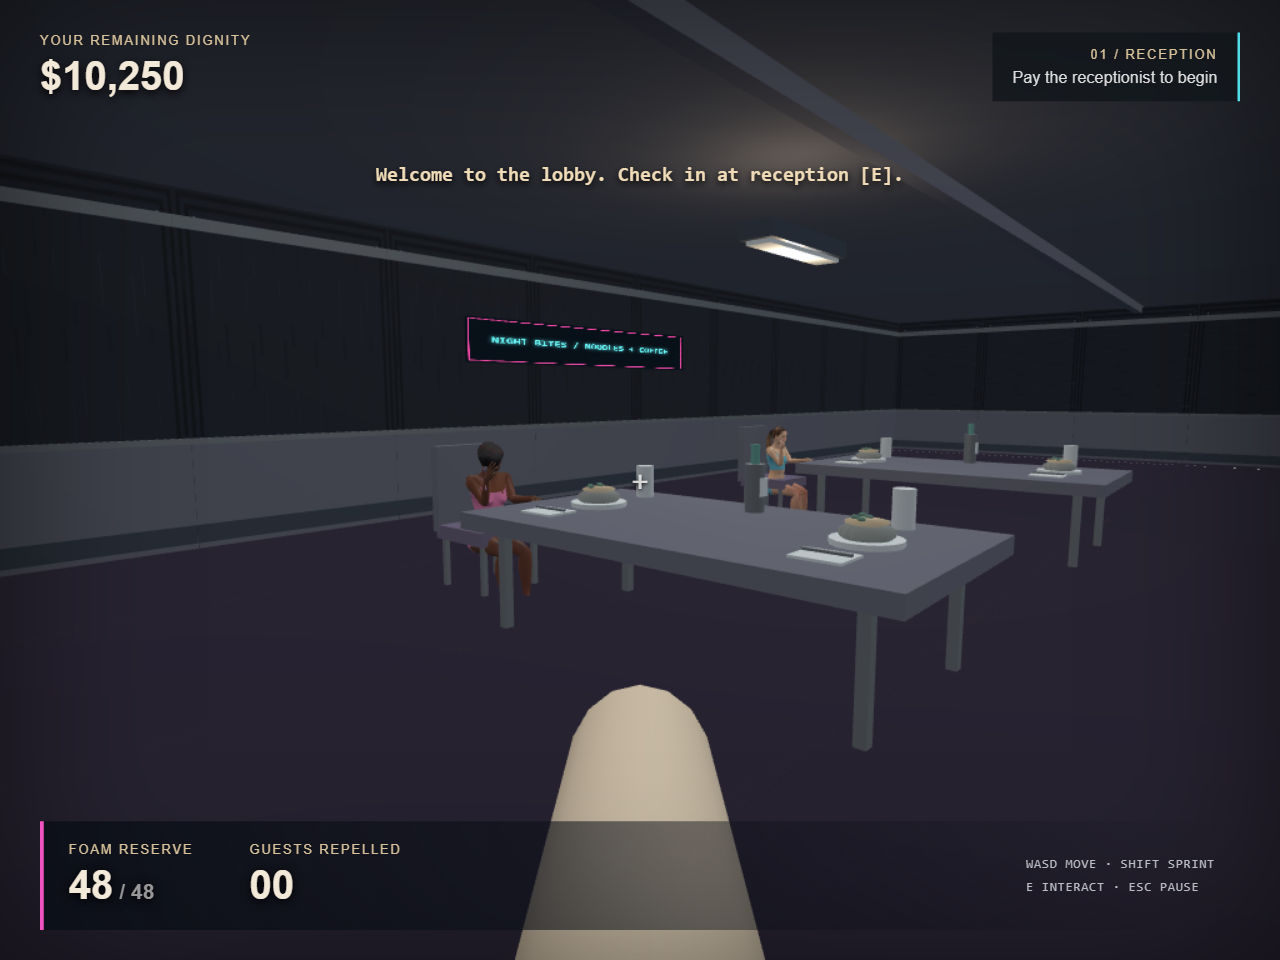 YOUR REMAINING DIGNITY
$10,250
01 / RECEPTION
Pay the receptionist to begin
Welcome to the lobby. Check in at reception [E].
NIGHT BITES / NOODLES + COFFEE
FOAM RESERVE
GUESTS REPELLED
48 / 48
00
WASD MOVE · SHIFT SPRINT
E INTERACT · ESC PAUSE